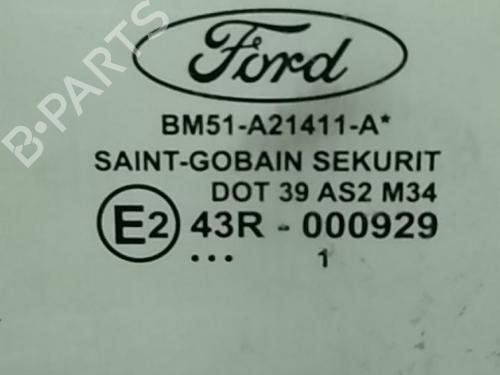 B-PARTS
Ford
BM51-A21411-A*
SAINT-GOBAIN SEKURIT
DOT 39 AS2 M34
E2 43R - 000929
... 1